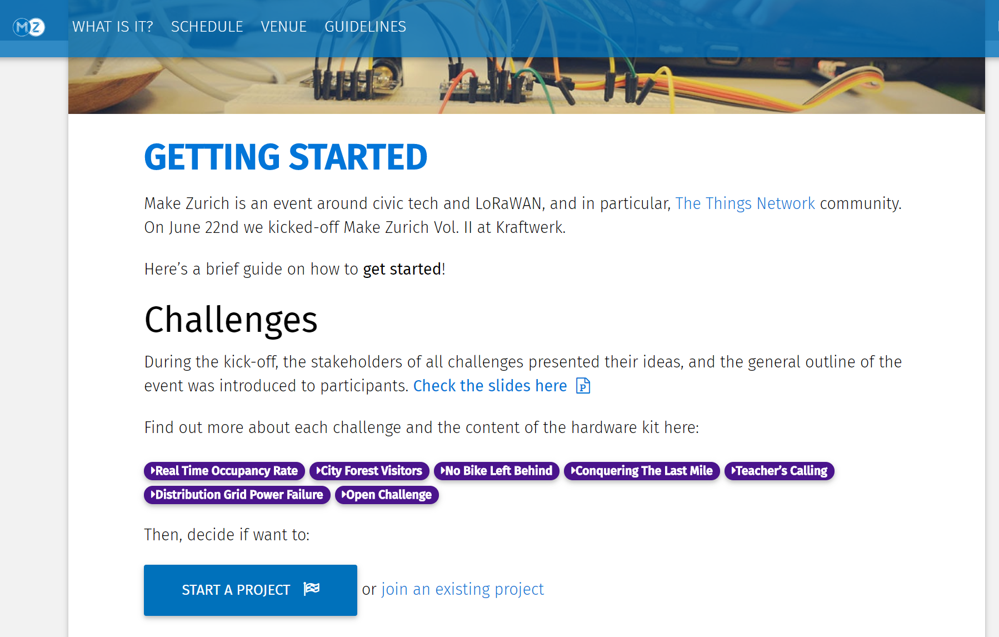 MZ
WHAT IS IT? SCHEDULE VENUE GUIDELINES
GETTING STARTED
Make Zurich is an event around civic tech and LoRaWAN, and in particular, The Things Network community.
On June 22nd we kicked-off Make Zurich Vol. II at Kraftwerk.
Here’s a brief guide on how to get started!
Challenges
During the kick-off, the stakeholders of all challenges presented their ideas, and the general outline of the
event was introduced to participants. Check the slides here
Find out more about each challenge and the content of the hardware kit here:
Real Time Occupancy Rate City Forest Visitors No Bike Left Behind Conquering The Last Mile Teacher’s Calling
Distribution Grid Power Failure Open Challenge
Then, decide if want to:
START A PROJECT or join an existing project